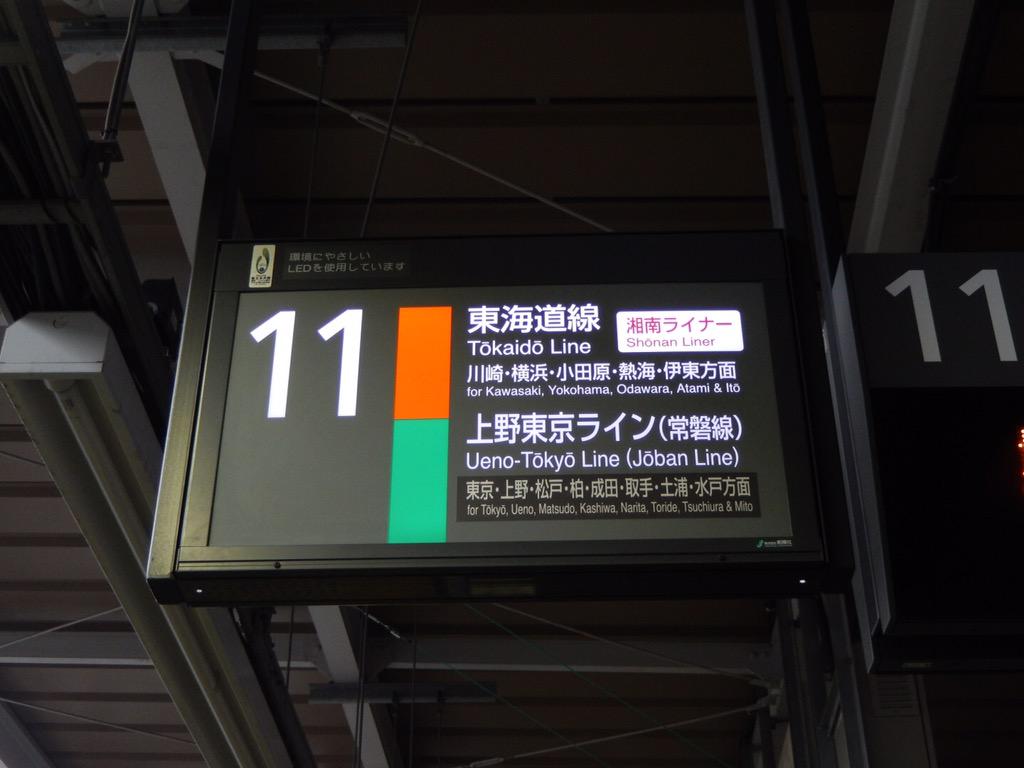 環境にやさしい
LEDを使用しています
11
東海道線
湘南ライナー
Tōkaidō Line
Shōnan Liner
川崎・横浜・小田原・熱海・伊東方面
for Kawasaki, Yokohama, Odawara, Atami & Itō
上野東京ライン(常磐線)
Ueno-Tōkyō Line (Jōban Line)
東京・上野・松戸・柏・成田・取手・土浦・水戸方面
for Tōkyō, Ueno, Matsudo, Kashiwa, Narita, Toride, Tsuchiura & Mito
11